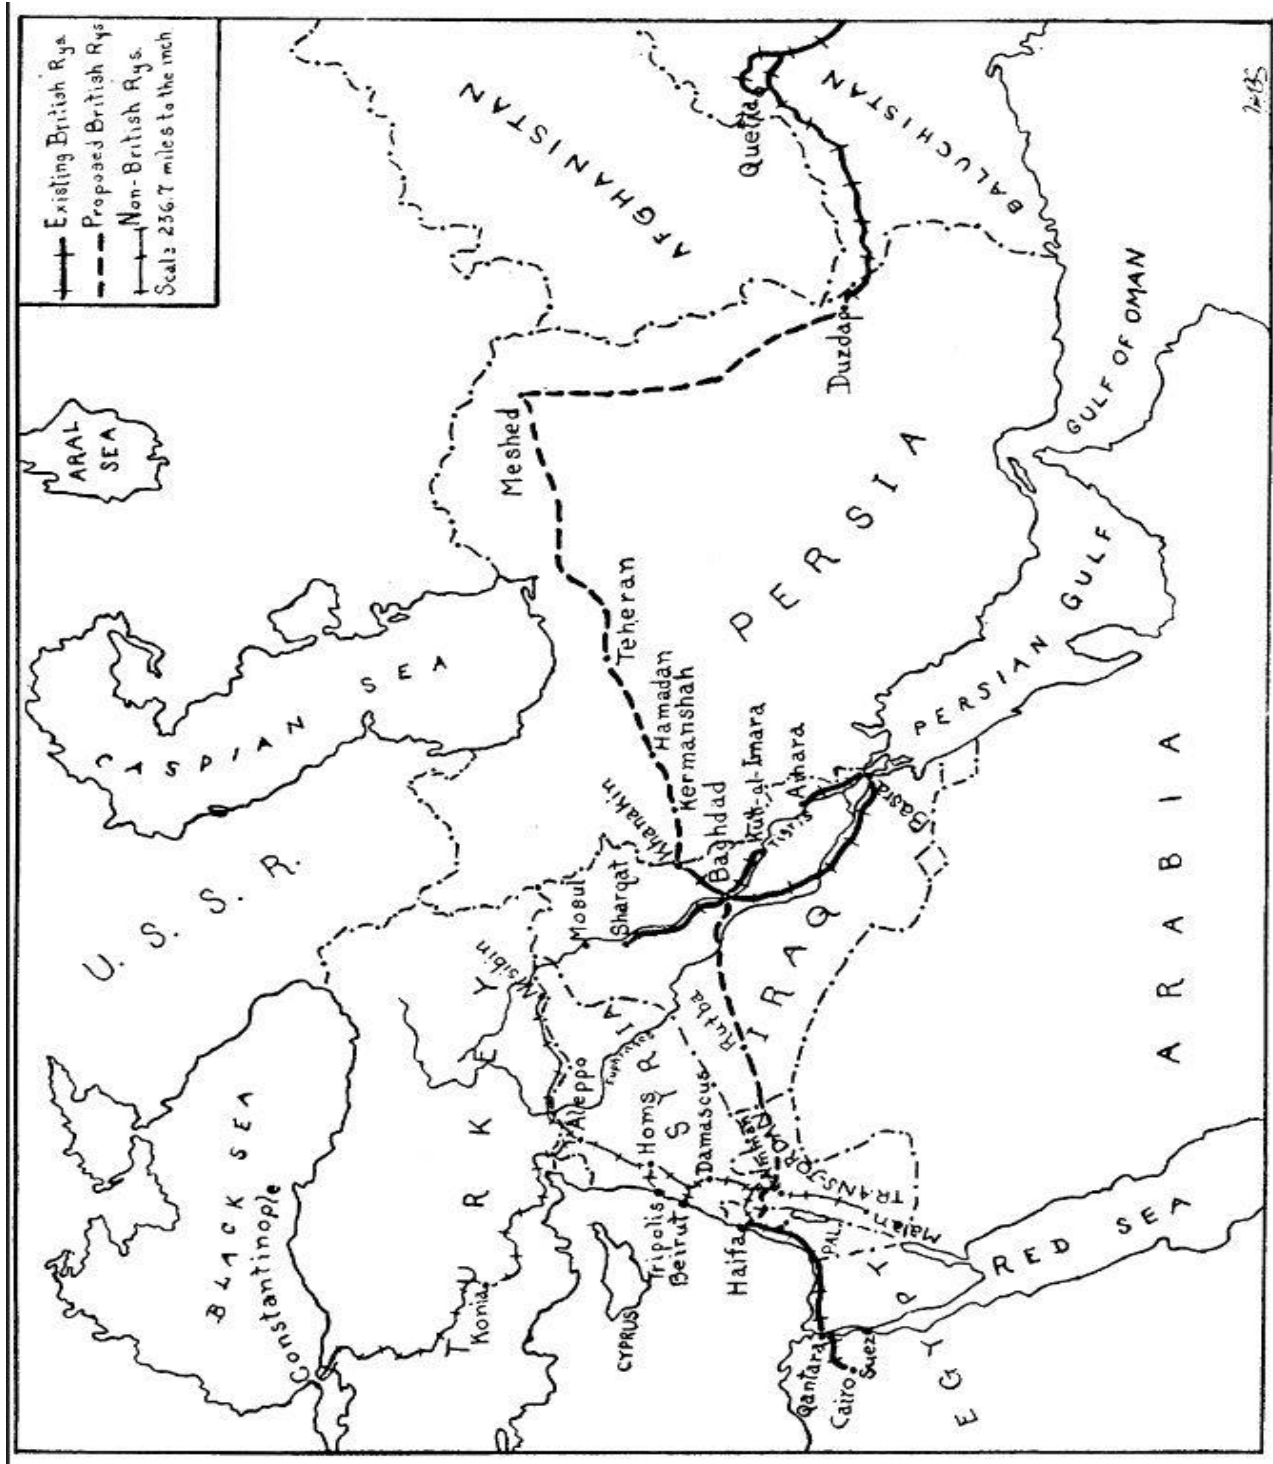 Existing British Rys
Proposed British Rys
Non-British Rys.
Scale 236.7 miles to the inch
ARAL
SEA
CASPIAN SEA
U. S. S. R.
BLACK SEA
Constantinople
TURKEY
Konia
CYPRUS
AFGHANISTAN
BALUCHISTAN
Quetta
Duzdap
Meshed
Teheran
Hamadan
Kermanshah
Khanakin
PERSIA
Baghdad
Kut-al-Imara
Amara
Tigris
Basra
Mosul
Sharqat
Nisibin
Aleppo
Euphrates
SYRIA
Homs
Damascus
Rutba
IRAQ
Tripolis
Beirut
Haifa
TRANS-JORDAN
Maian
PAL.
Qantara
Cairo
Suez
EGYPT
RED SEA
ARABIA
PERSIAN GULF
GULF OF OMAN